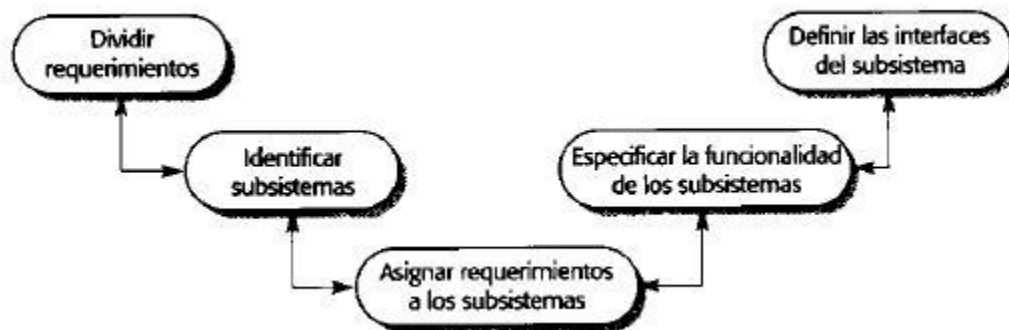 Dividir
requerimientos
Identificar
subsistemas
Asignar requerimientos
a los subsistemas
Especificar la funcionalidad
de los subsistemas
Definir las interfaces
del subsistema